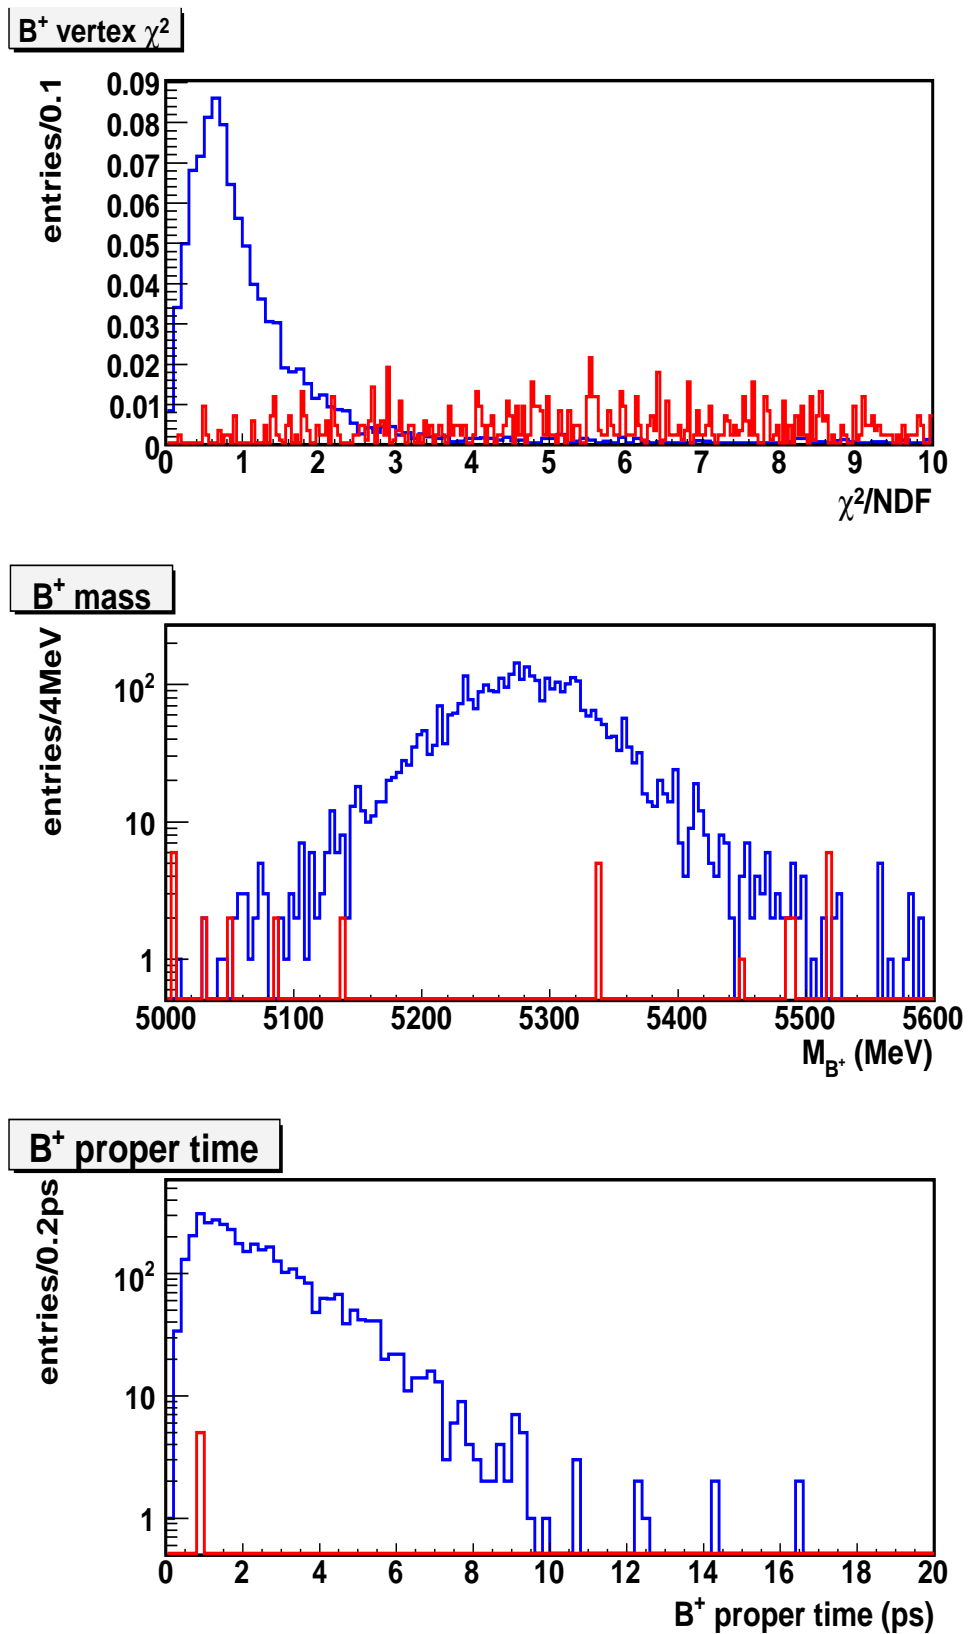 B⁺ vertex χ²
entries/0.1
0.09
0.08
0.07
0.06
0.05
0.04
0.03
0.02
0.01
0
0 1 2 3 4 5 6 7 8 9 10
χ²/NDF
B⁺ mass
entries/4MeV
10²
10
1
5000 5100 5200 5300 5400 5500 5600
M_B⁺ (MeV)
B⁺ proper time
entries/0.2ps
10²
10
1
0 2 4 6 8 10 12 14 16 18 20
B⁺ proper time (ps)